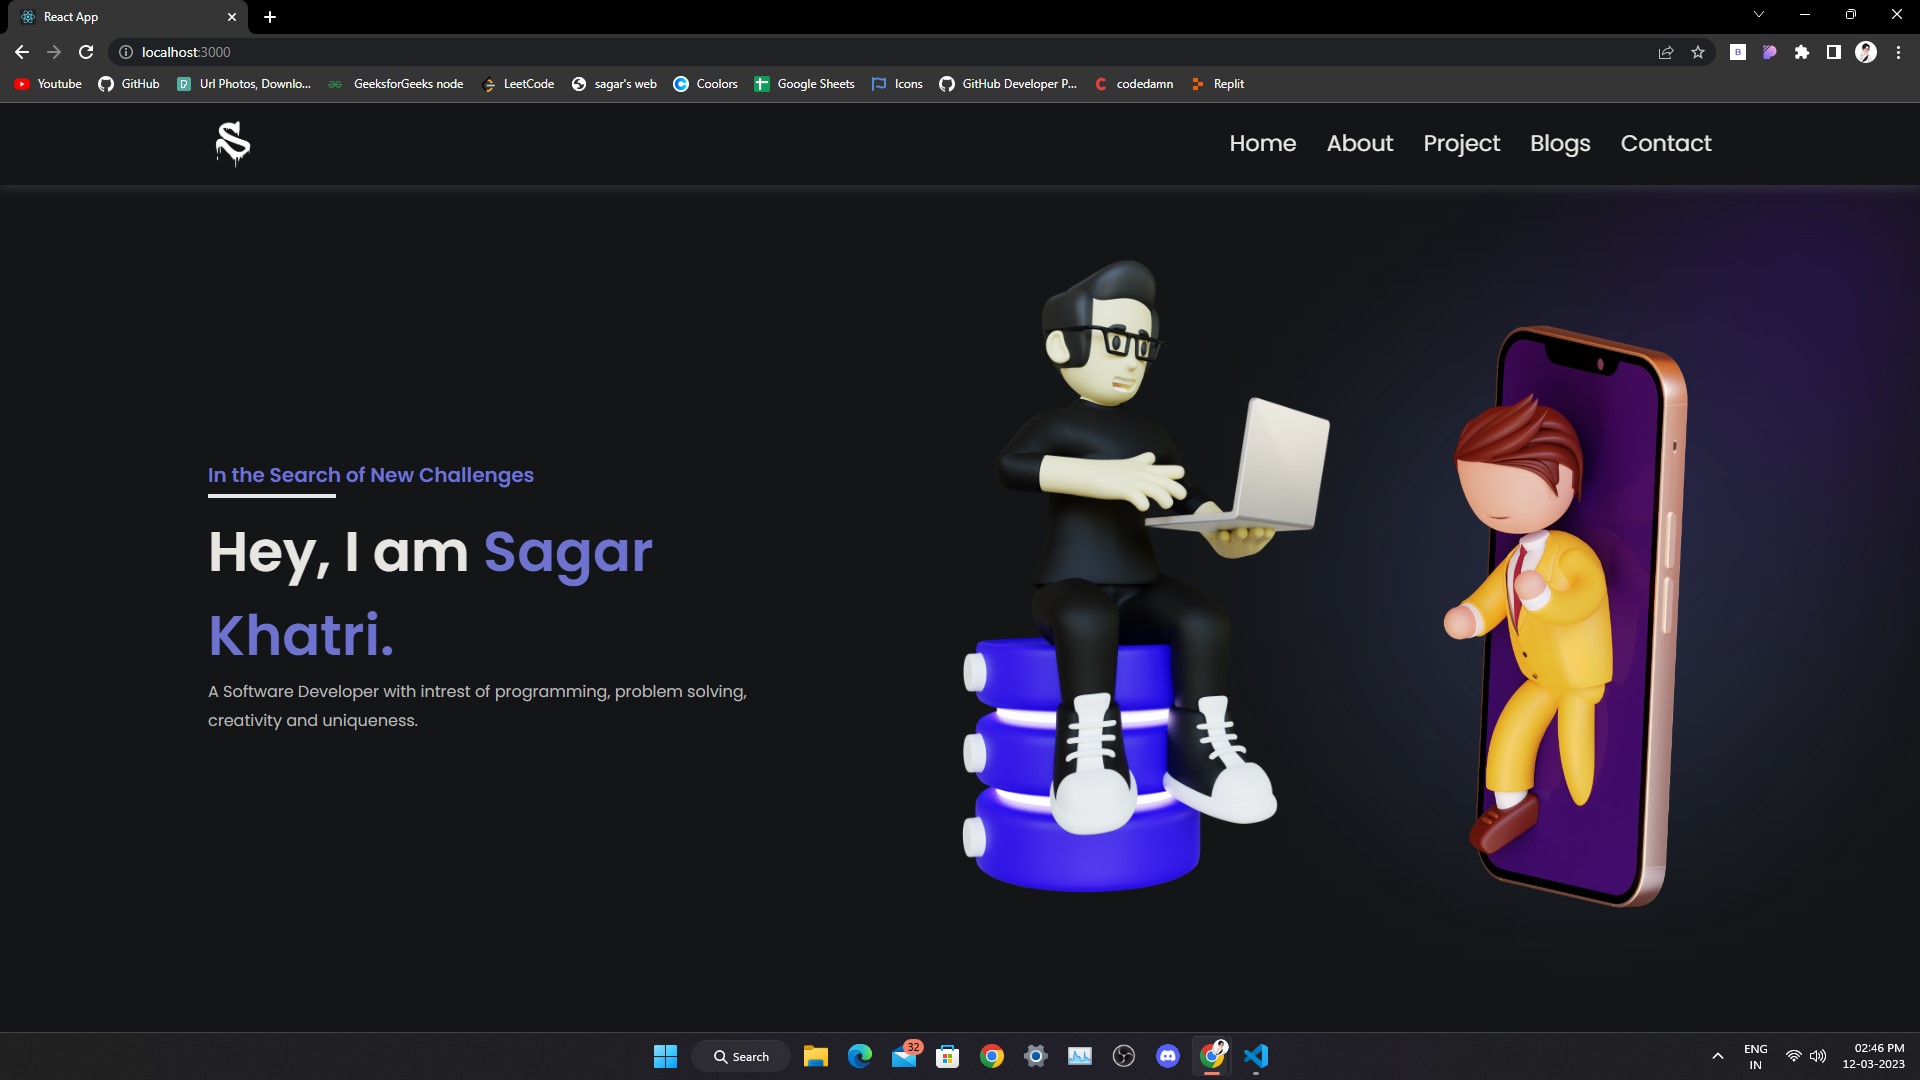 React App
localhost:3000
Youtube GitHub Url Photos, Downlo... GeeksforGeeks node LeetCode sagar's web Coolors Google Sheets Icons GitHub Developer P... codedamn Replit
Home About Project Blogs Contact
In the Search of New Challenges
Hey, I am Sagar
Khatri.
A Software Developer with intrest of programming, problem solving,
creativity and uniqueness.
Search
32
ENG
IN
02:46 PM
12-03-2023